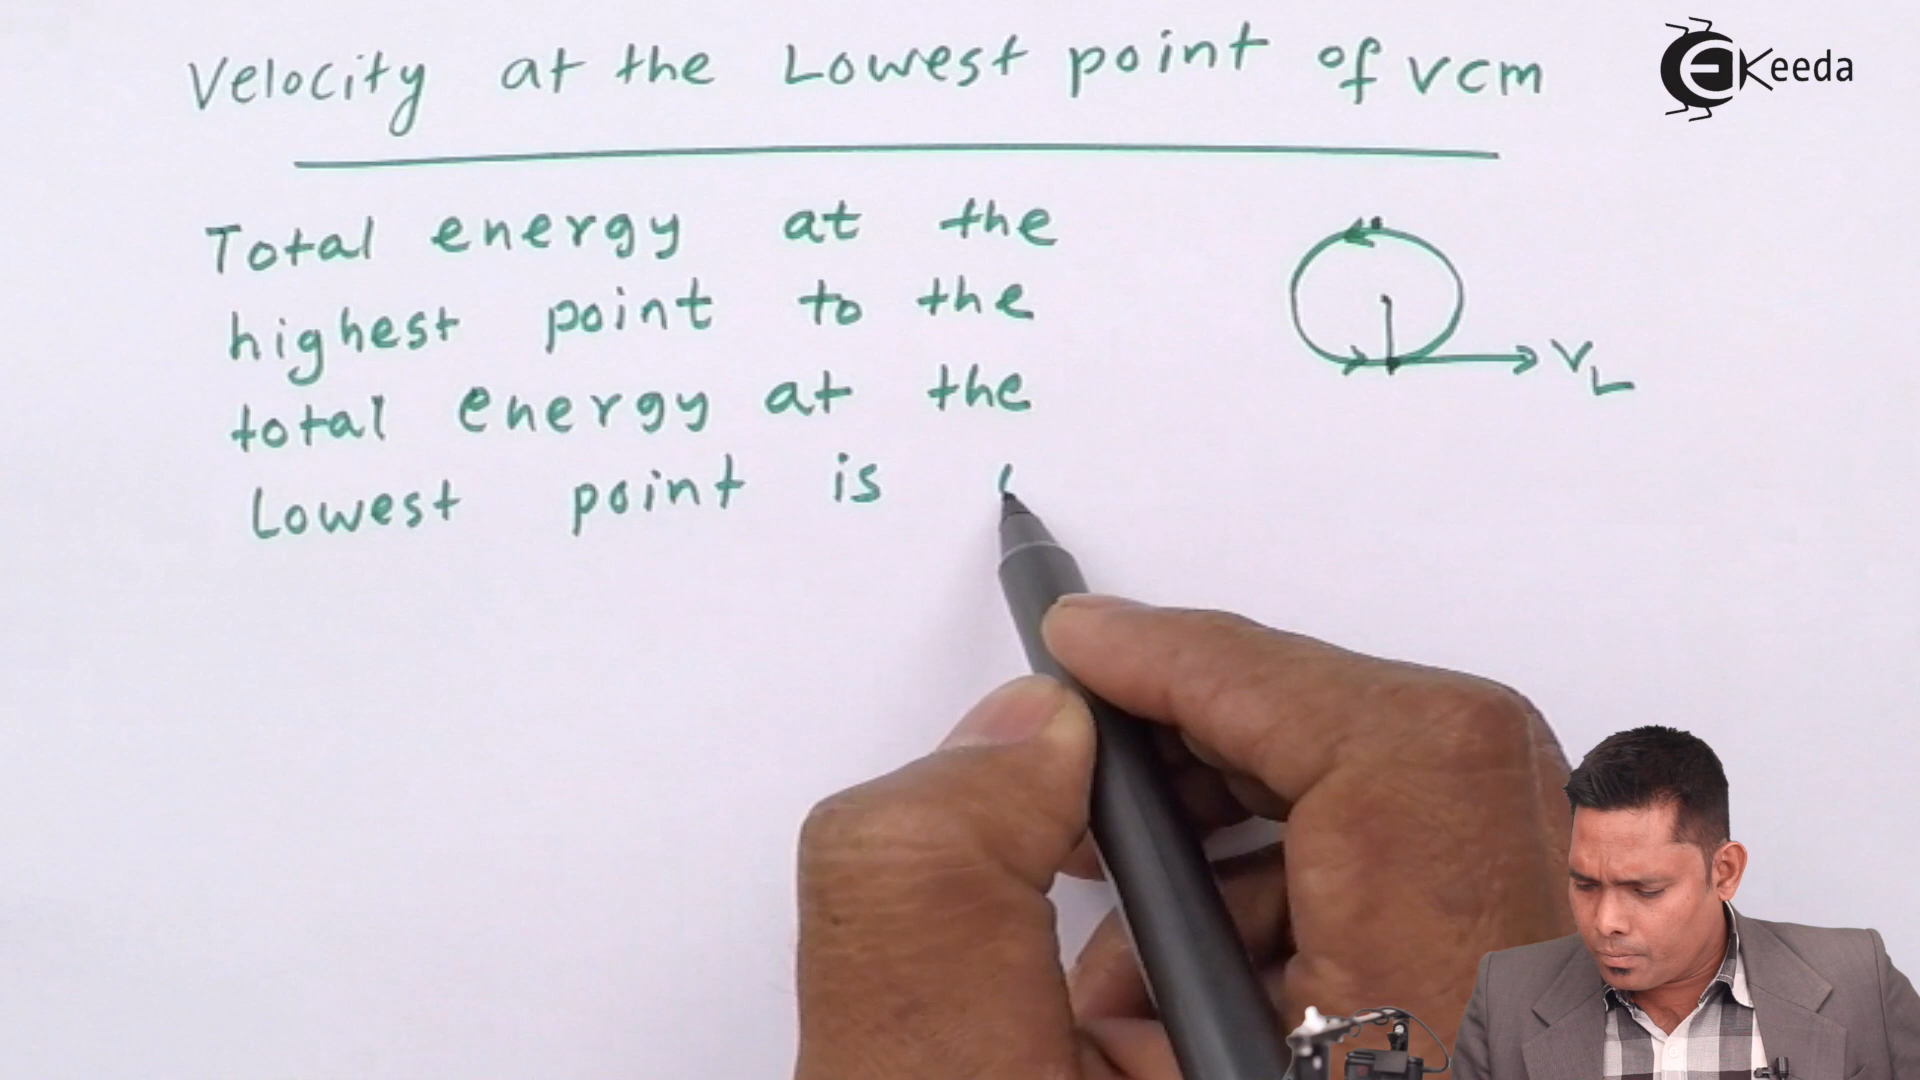 Velocity at the Lowest point of VCM
EKeeda
Total energy at the
highest point to the
total energy at the
Lowest point is
V_L